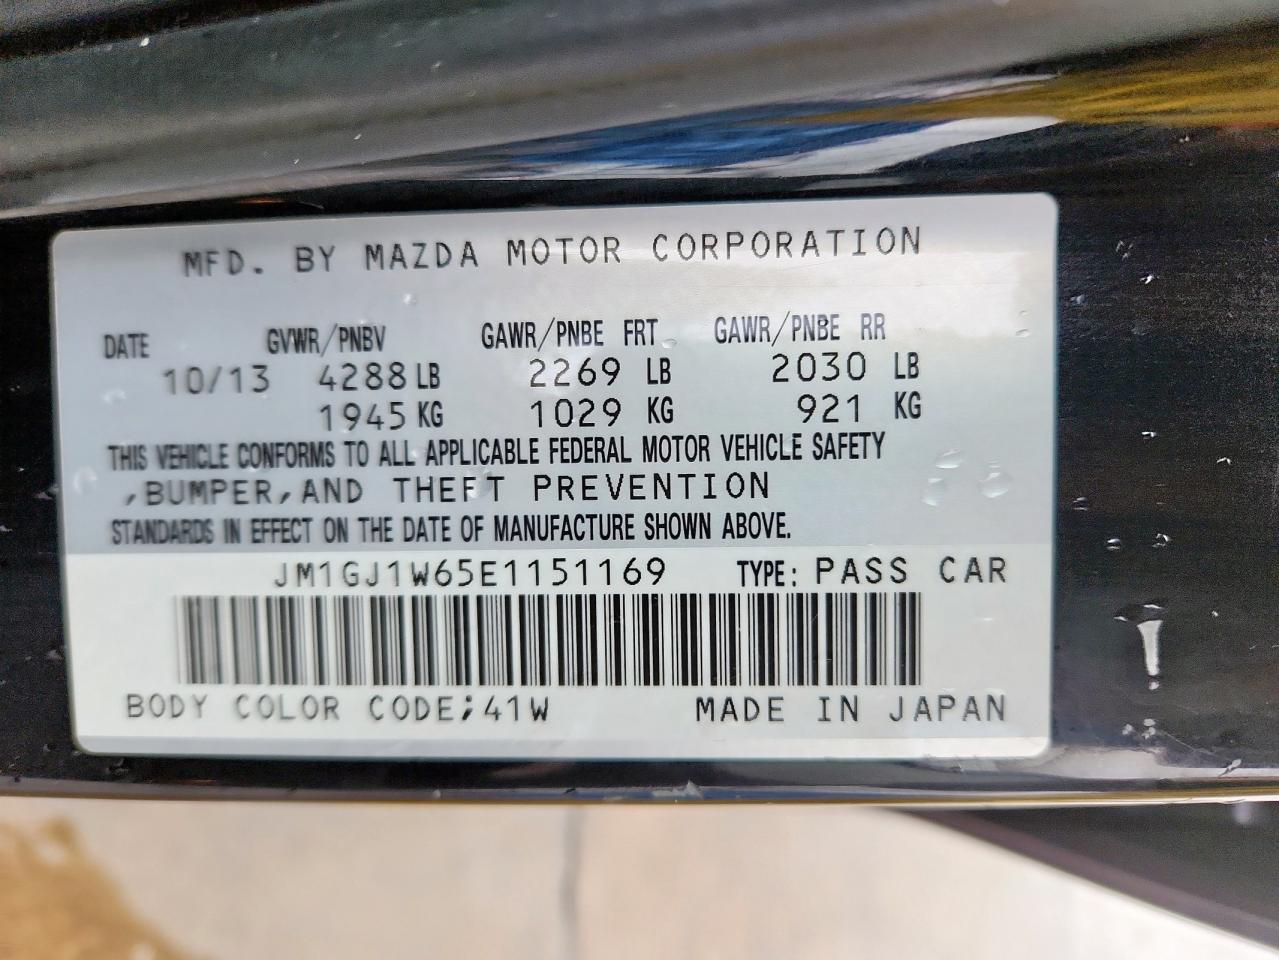 MFD. BY MAZDA MOTOR CORPORATION
DATE GVWR/PNBV GAWR/PNBE FRT GAWR/PNBE RR
10/13 4288 LB 2269 LB 2030 LB
1945 KG 1029 KG 921 KG
THIS VEHICLE CONFORMS TO ALL APPLICABLE FEDERAL MOTOR VEHICLE SAFETY
,BUMPER,AND THEFT PREVENTION
STANDARDS IN EFFECT ON THE DATE OF MANUFACTURE SHOWN ABOVE.
JM1GJ1W65E1151169 TYPE: PASS CAR
BODY COLOR CODE;41W MADE IN JAPAN